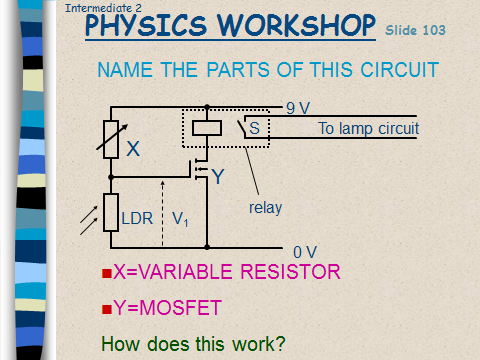 Intermediate 2
PHYSICS WORKSHOP Slide 103
NAME THE PARTS OF THIS CIRCUIT
9 V
S To lamp circuit
X
Y
LDR V₁
relay
0 V
X=VARIABLE RESISTOR
Y=MOSFET
How does this work?